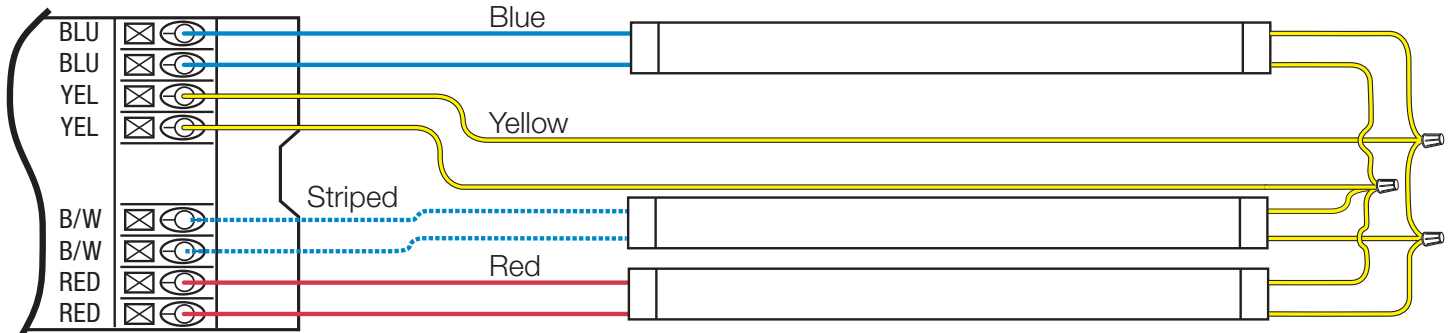 BLU
Blue
BLU
YEL
YEL
Yellow
Striped
B/W
B/W
Red
RED
RED